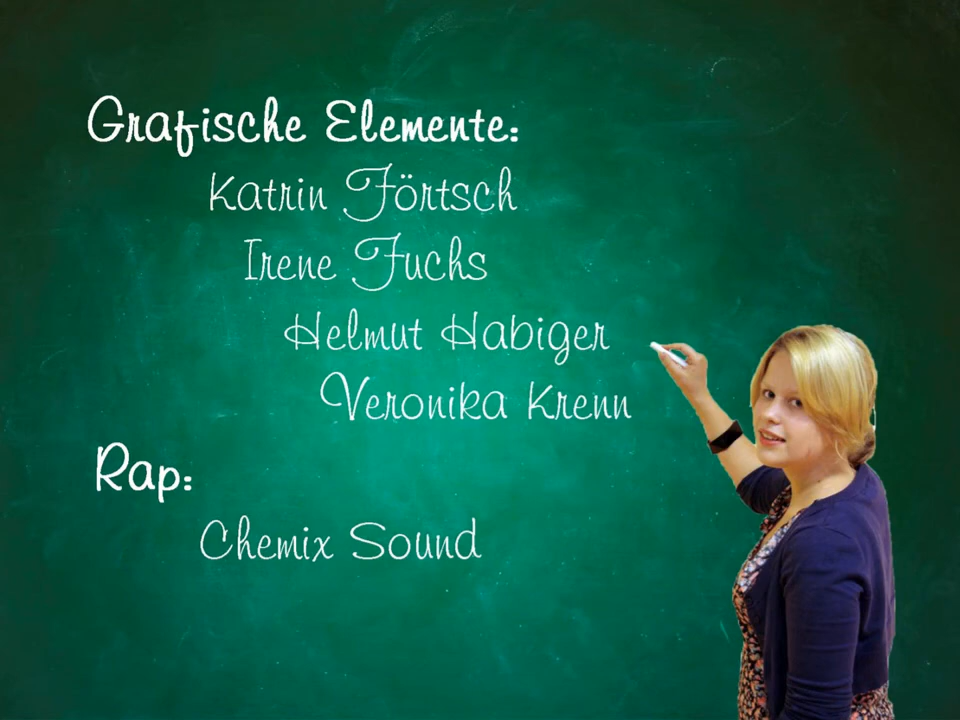 Grafische Elemente:
Katrin Förtsch
Irene Fuchs
Helmut Habiger
Veronika Krenn
Rap:
Chemix Sound